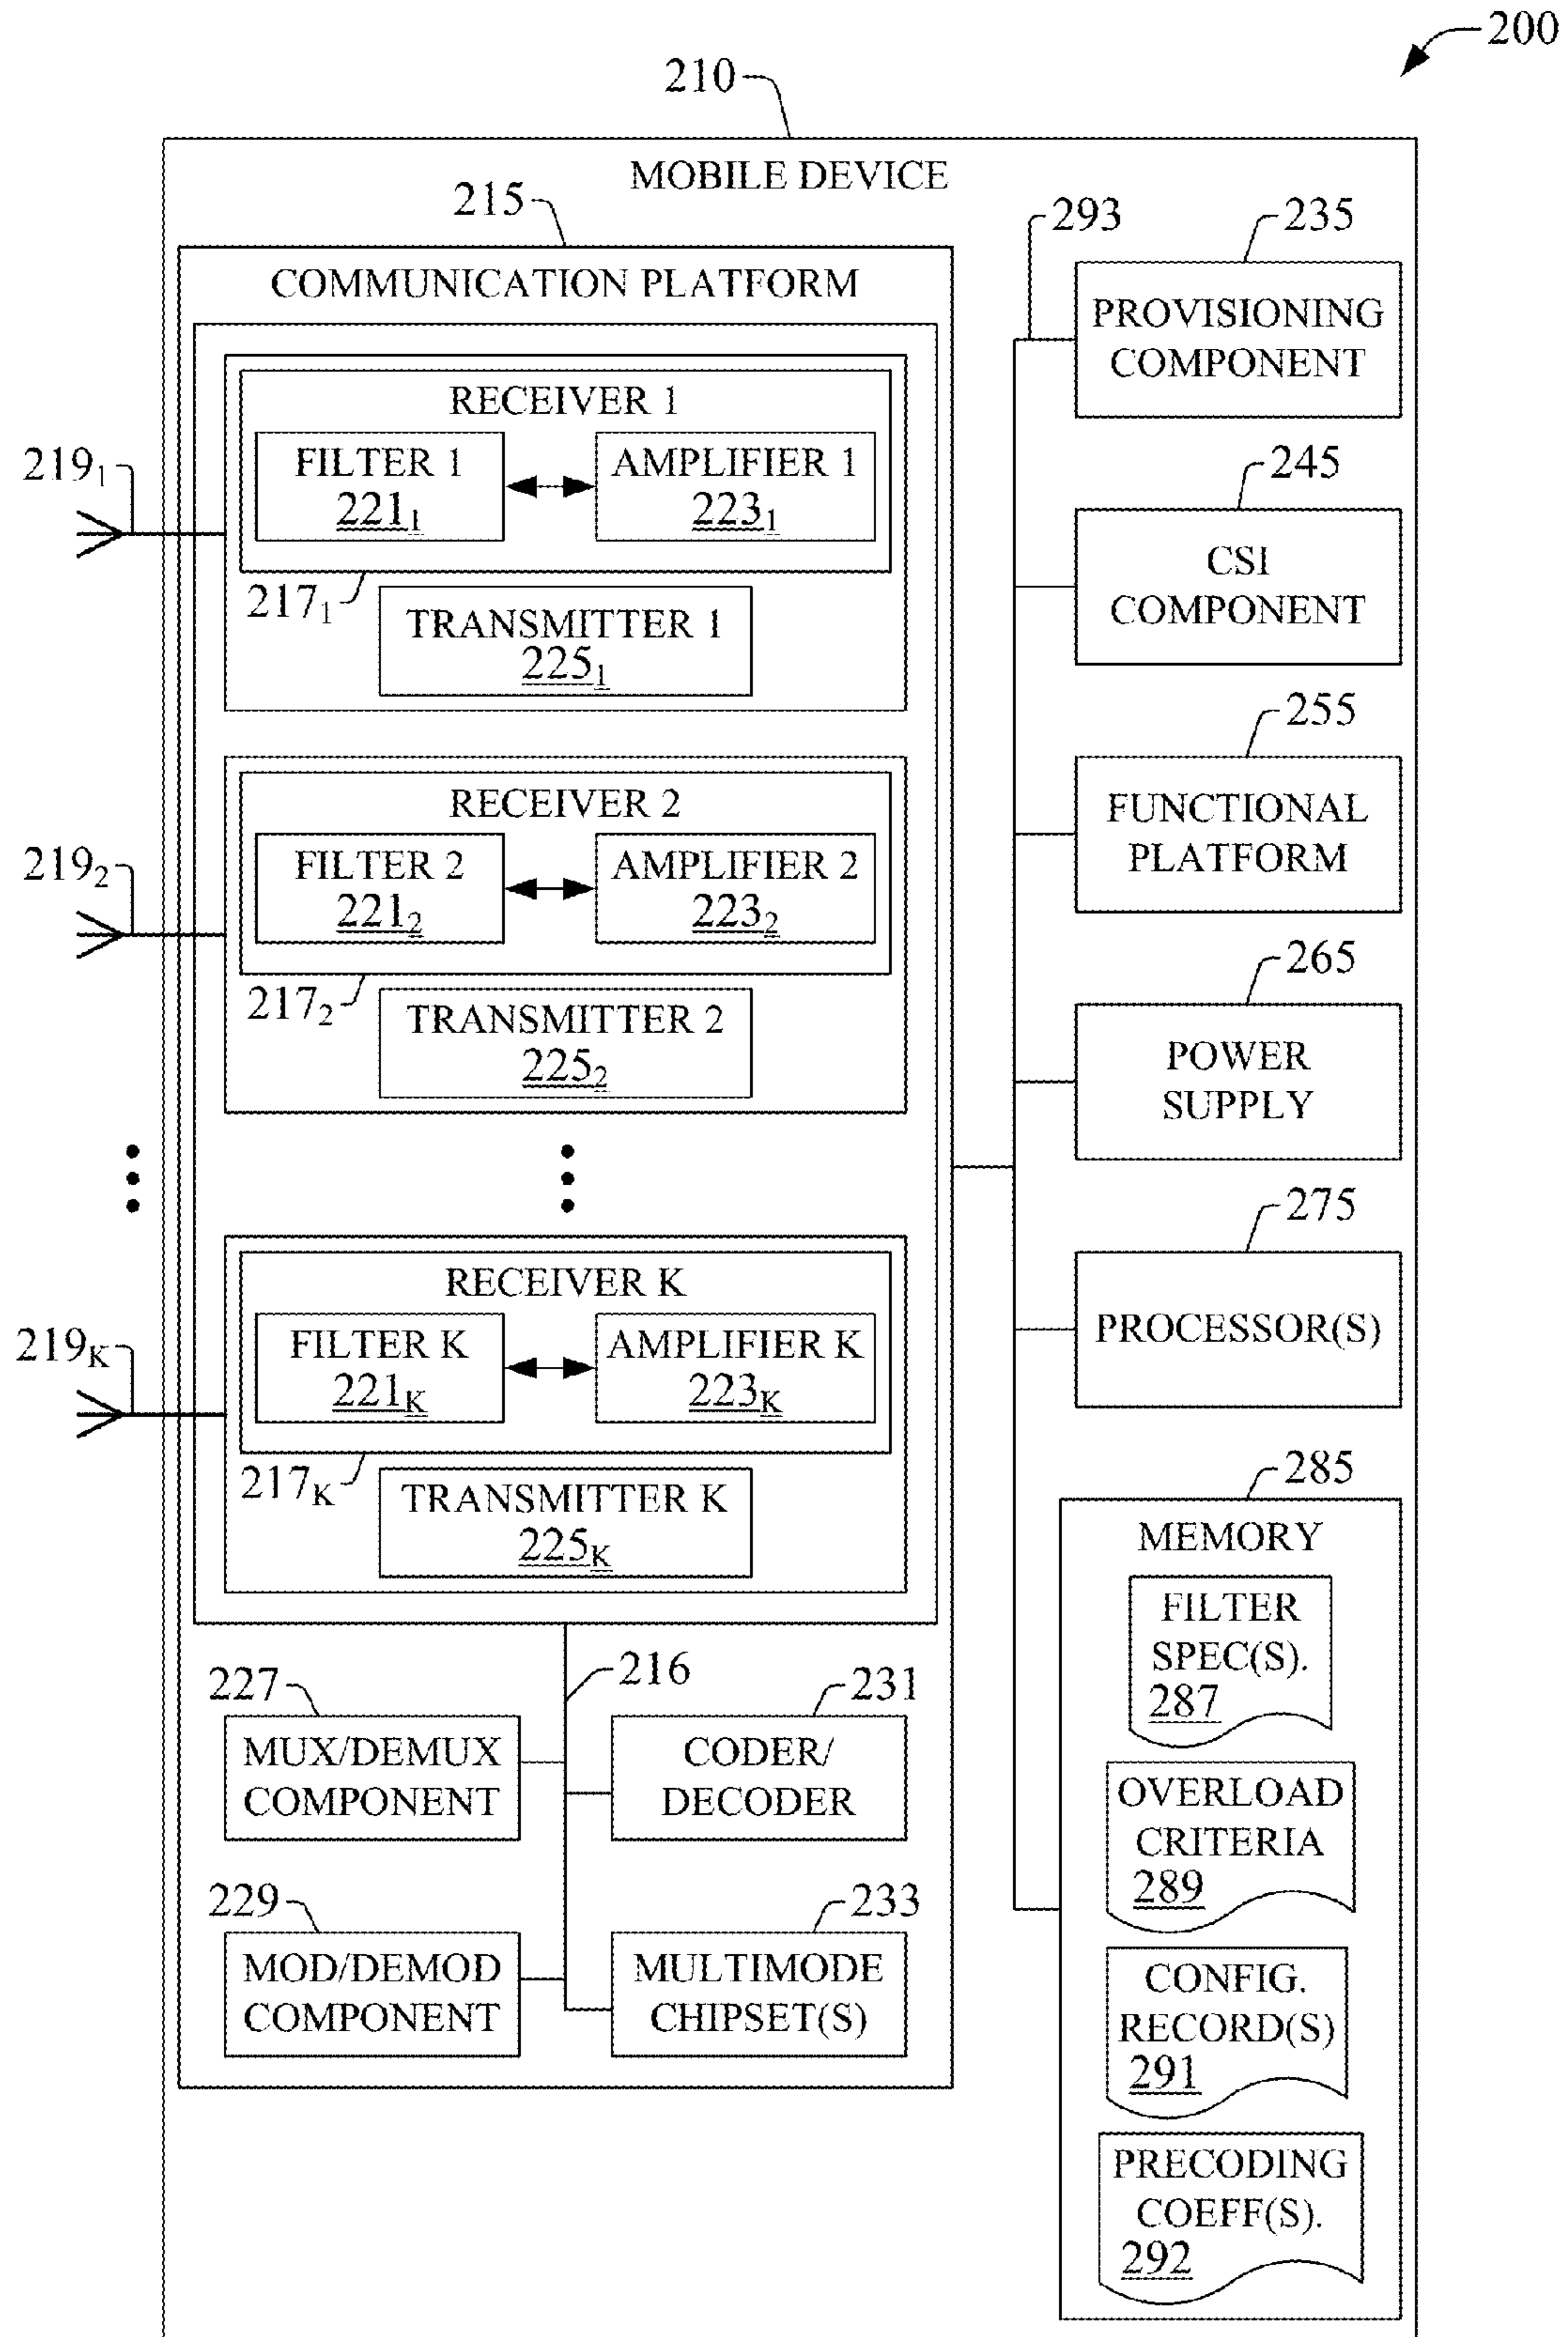 200
210
MOBILE DEVICE
215
COMMUNICATION PLATFORM
RECEIVER 1
FILTER 1
221₁
AMPLIFIER 1
223₁
219₁
217₁
TRANSMITTER 1
225₁
RECEIVER 2
FILTER 2
221₂
AMPLIFIER 2
223₂
219₂
217₂
TRANSMITTER 2
225₂
RECEIVER K
FILTER K
221ₖ
AMPLIFIER K
223ₖ
219ₖ
217ₖ
TRANSMITTER K
225ₖ
216
227
MUX/DEMUX
COMPONENT
231
CODER/
DECODER
229
MOD/DEMOD
COMPONENT
233
MULTIMODE
CHIPSET(S)
293
235
PROVISIONING
COMPONENT
245
CSI
COMPONENT
255
FUNCTIONAL
PLATFORM
265
POWER
SUPPLY
275
PROCESSOR(S)
285
MEMORY
FILTER
SPEC(S).
287
OVERLOAD
CRITERIA
289
CONFIG.
RECORD(S)
291
PRECODING
COEFF(S).
292